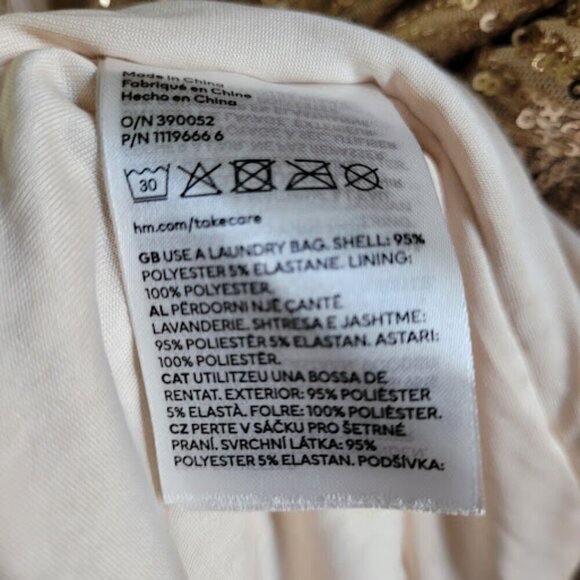 Made in China
Fabriqué en Chine
Hecho en China
O/N 390052
P/N 1119666 6
30
hm.com/takecare
GB USE A LAUNDRY BAG. SHELL: 95%
POLYESTER 5% ELASTANE. LINING:
100% POLYESTER.
AL PËRDORNI NJË ÇANTË
LAVANDERIE. SHTRESA E JASHTME:
95% POLIESTËR 5% ELASTAN. ASTARI:
100% POLIESTËR.
CAT UTILITZEU UNA BOSSA DE
RENTAT. EXTERIOR: 95% POLIÈSTER
5% ELASTÀ. FOLRE: 100% POLIÈSTER.
CZ PERTE V SÁČKU PRO ŠETRNÉ
PRANÍ. SVRCHNÍ LÁTKA: 95%
POLYESTER 5% ELASTAN. PODŠÍVKA: